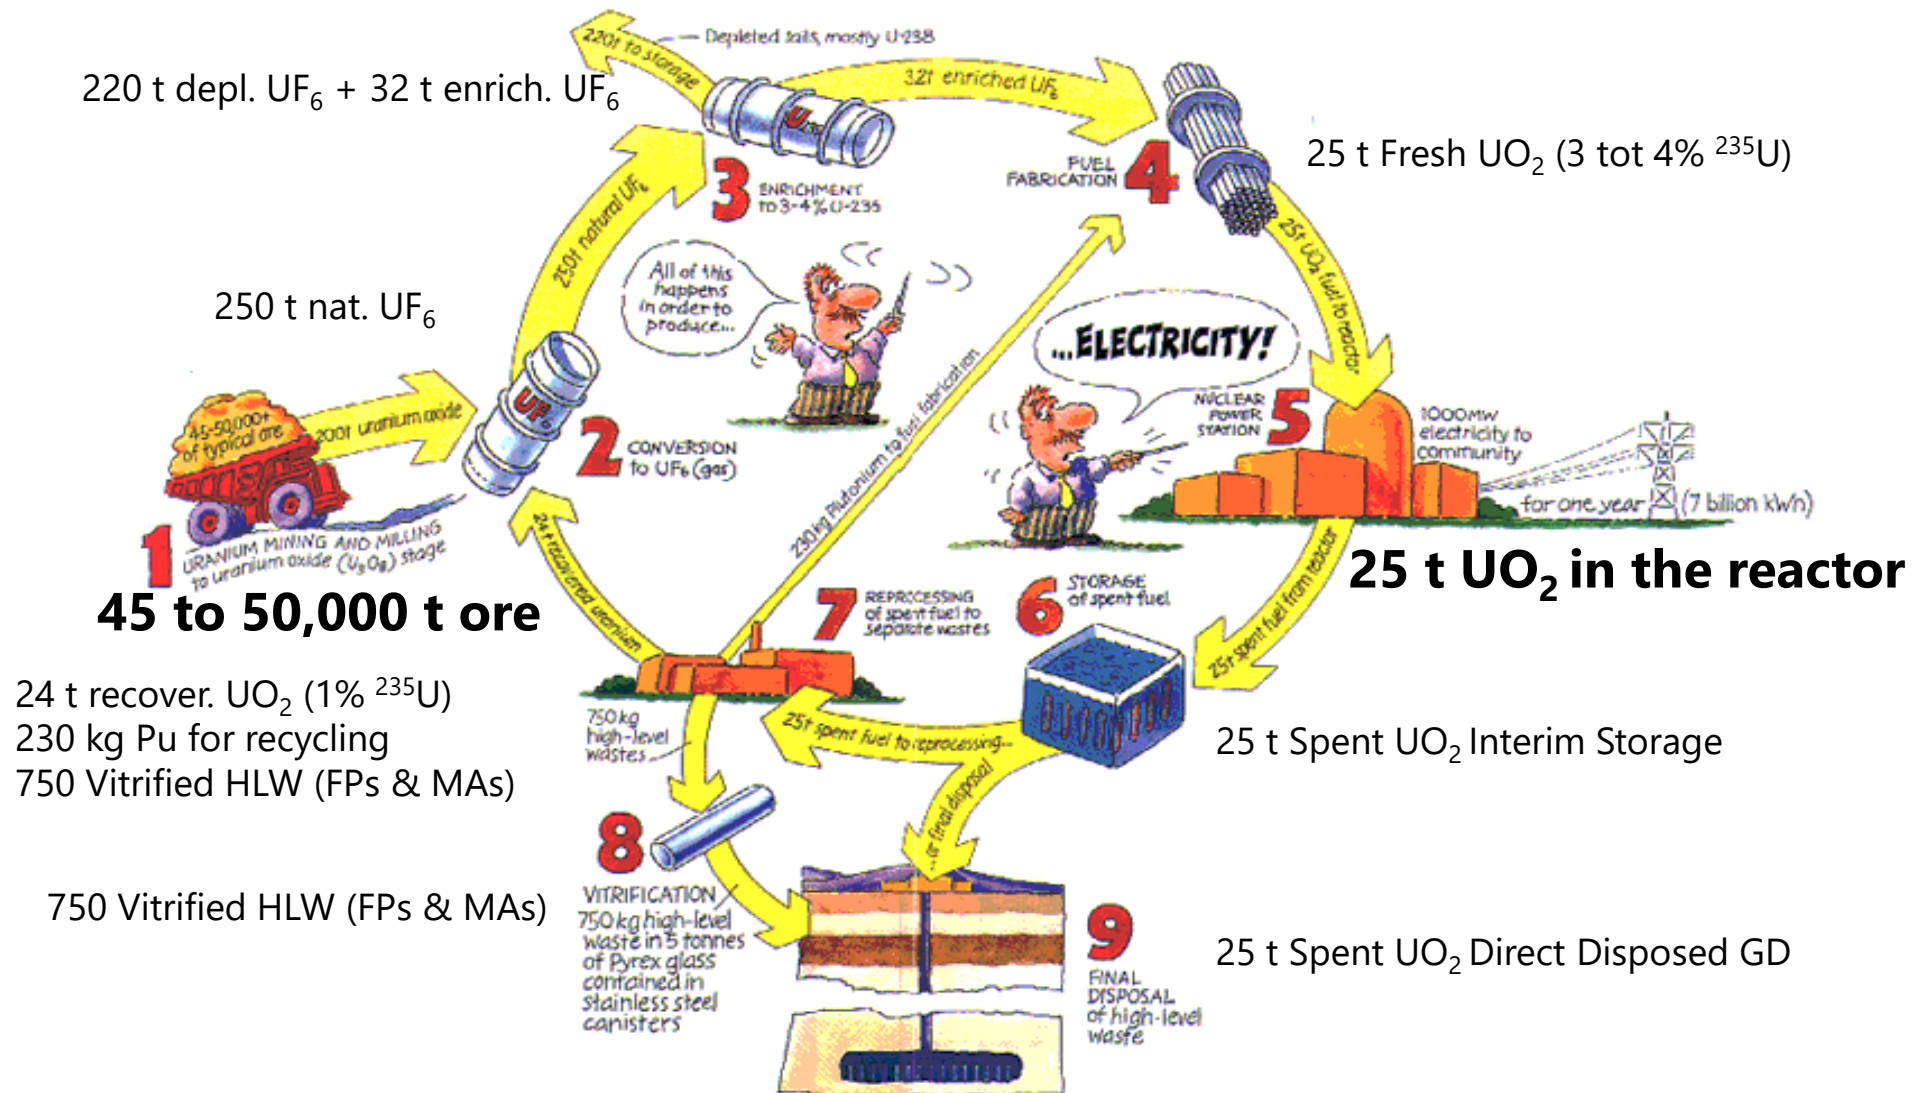 220t to storage
Depleted tails, mostly U-238
220 t depl. UF₆ + 32 t enrich. UF₆
32t enriched UF₆
25 t Fresh UO₂ (3 tot 4% ²³⁵U)
3
ENRICHMENT
to 3-4% U-235
FUEL
FABRICATION
4
250t natural UF₆
25t UO₂ fuel to reactor
250 t nat. UF₆
All of this
happens
in order to
produce...
...ELECTRICITY!
45-50,000t
of typical ore
200t uranium oxide
UF₆
2
CONVERSION
to UF₆ (gas)
230 kg Plutonium to fuel fabrication
NUCLEAR
POWER
STATION
5
1000MW
electricity to
community
for one year
(7 billion kWh)
1
URANIUM MINING AND MILLING
to uranium oxide (U₃O₈) stage
45 to 50,000 t ore
25 t UO₂ in the reactor
24t recovered uranium
7
REPROCESSING
of spent fuel to
separate wastes
6
STORAGE
of spent fuel
25t spent fuel from reactor
24 t recover. UO₂ (1% ²³⁵U)
230 kg Pu for recycling
750 Vitrified HLW (FPs & MAs)
750 kg
high-level
wastes
25t spent fuel to reprocessing...
25 t Spent UO₂ Interim Storage
...or final disposal
8
VITRIFICATION
750 kg high-level
waste in 5 tonnes
of Pyrex glass
contained in
stainless steel
canisters
750 Vitrified HLW (FPs & MAs)
9
FINAL
DISPOSAL
of high-level
waste
25 t Spent UO₂ Direct Disposed GD